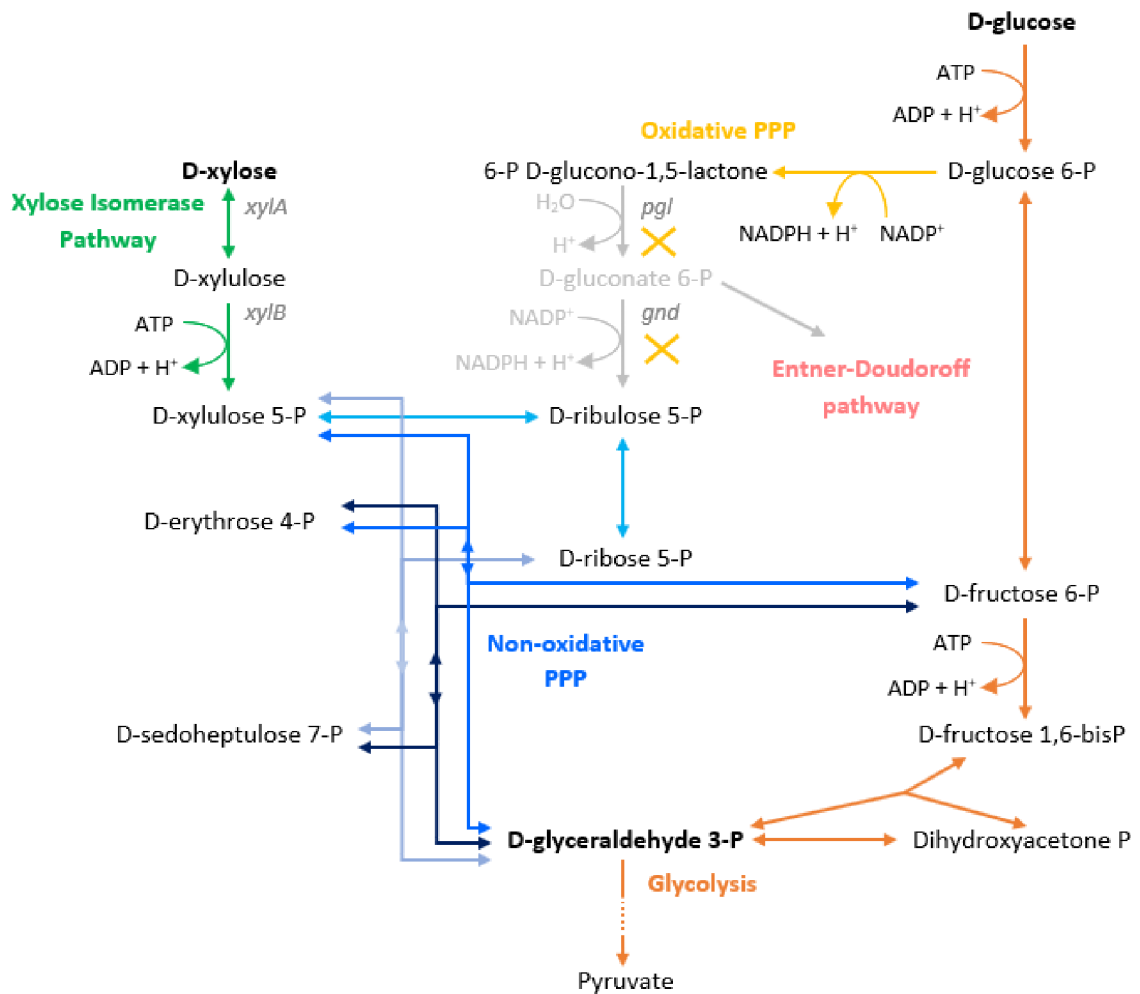 D-glucose
ATP
ADP + H⁺
Oxidative PPP
D-xylose
6-P D-glucono-1,5-lactone
D-glucose 6-P
Xylose Isomerase
Pathway
xylA
H₂O
pgl
H⁺
NADPH + H⁺
NADP⁺
D-xylulose
D-gluconate 6-P
xylB
ATP
ADP + H⁺
NADP⁺
gnd
NADPH + H⁺
Entner-Doudoroff
pathway
D-xylulose 5-P
D-ribulose 5-P
D-erythrose 4-P
D-ribose 5-P
D-fructose 6-P
Non-oxidative
PPP
ATP
ADP + H⁺
D-sedoheptulose 7-P
D-fructose 1,6-bisP
D-glyceraldehyde 3-P
Dihydroxyacetone P
Glycolysis
Pyruvate